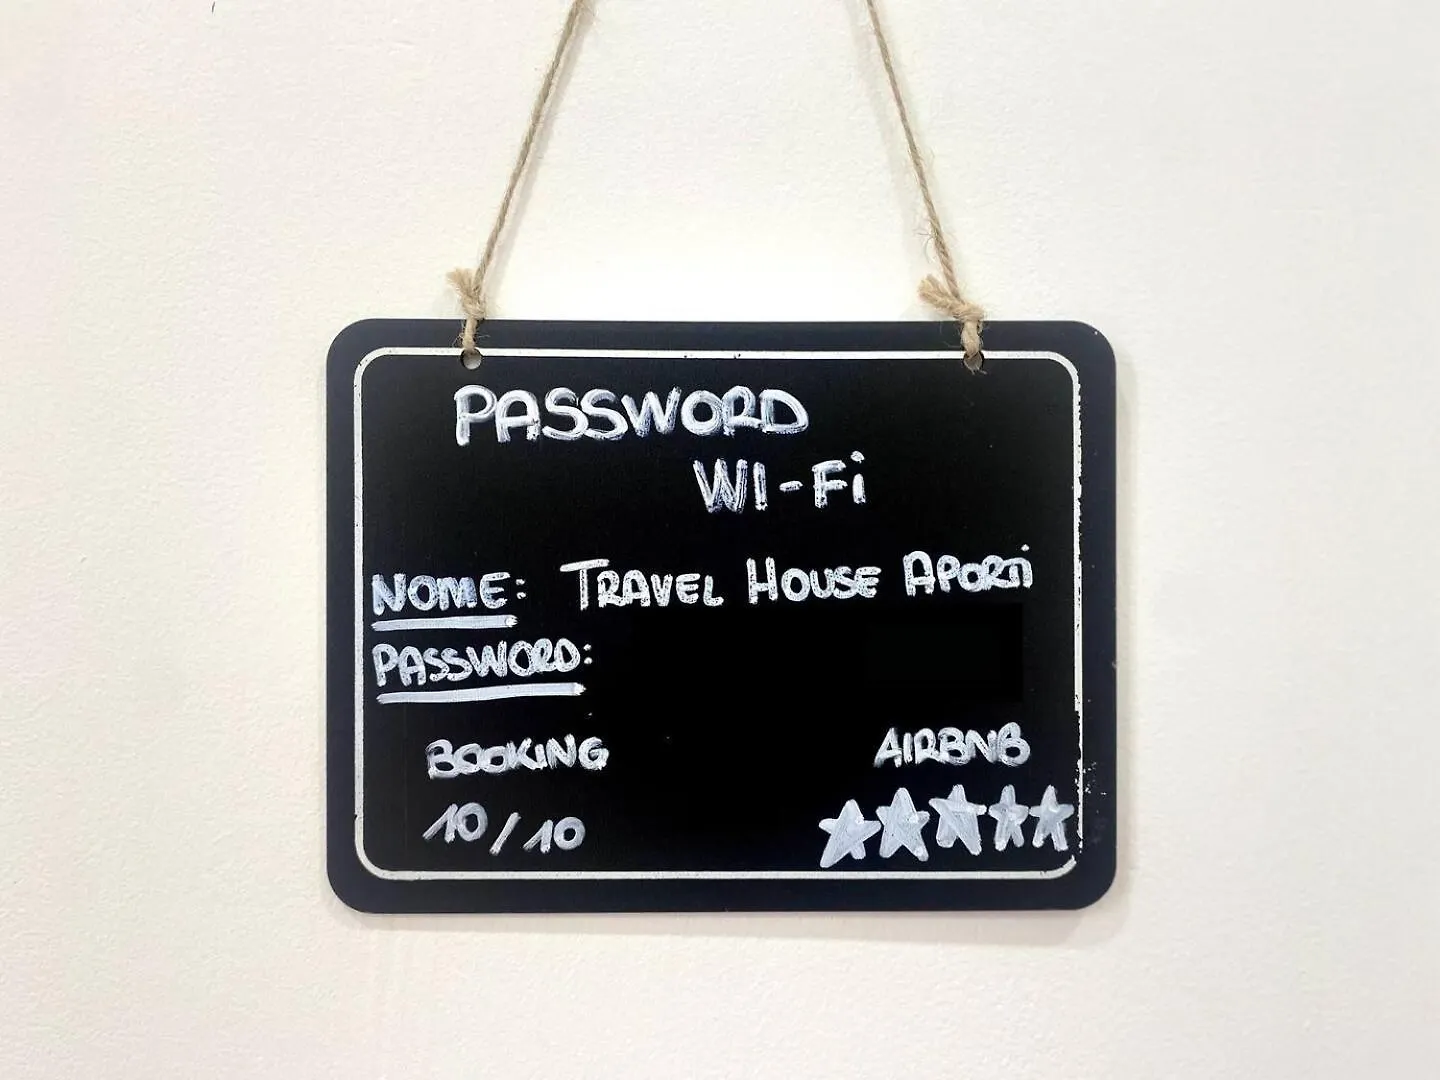 PASSWORD
WI-Fi
NOME: TRAVEL HOUSE APORTI
PASSWORD:
BOOKING AIRBNB
10/10 ★★★★★